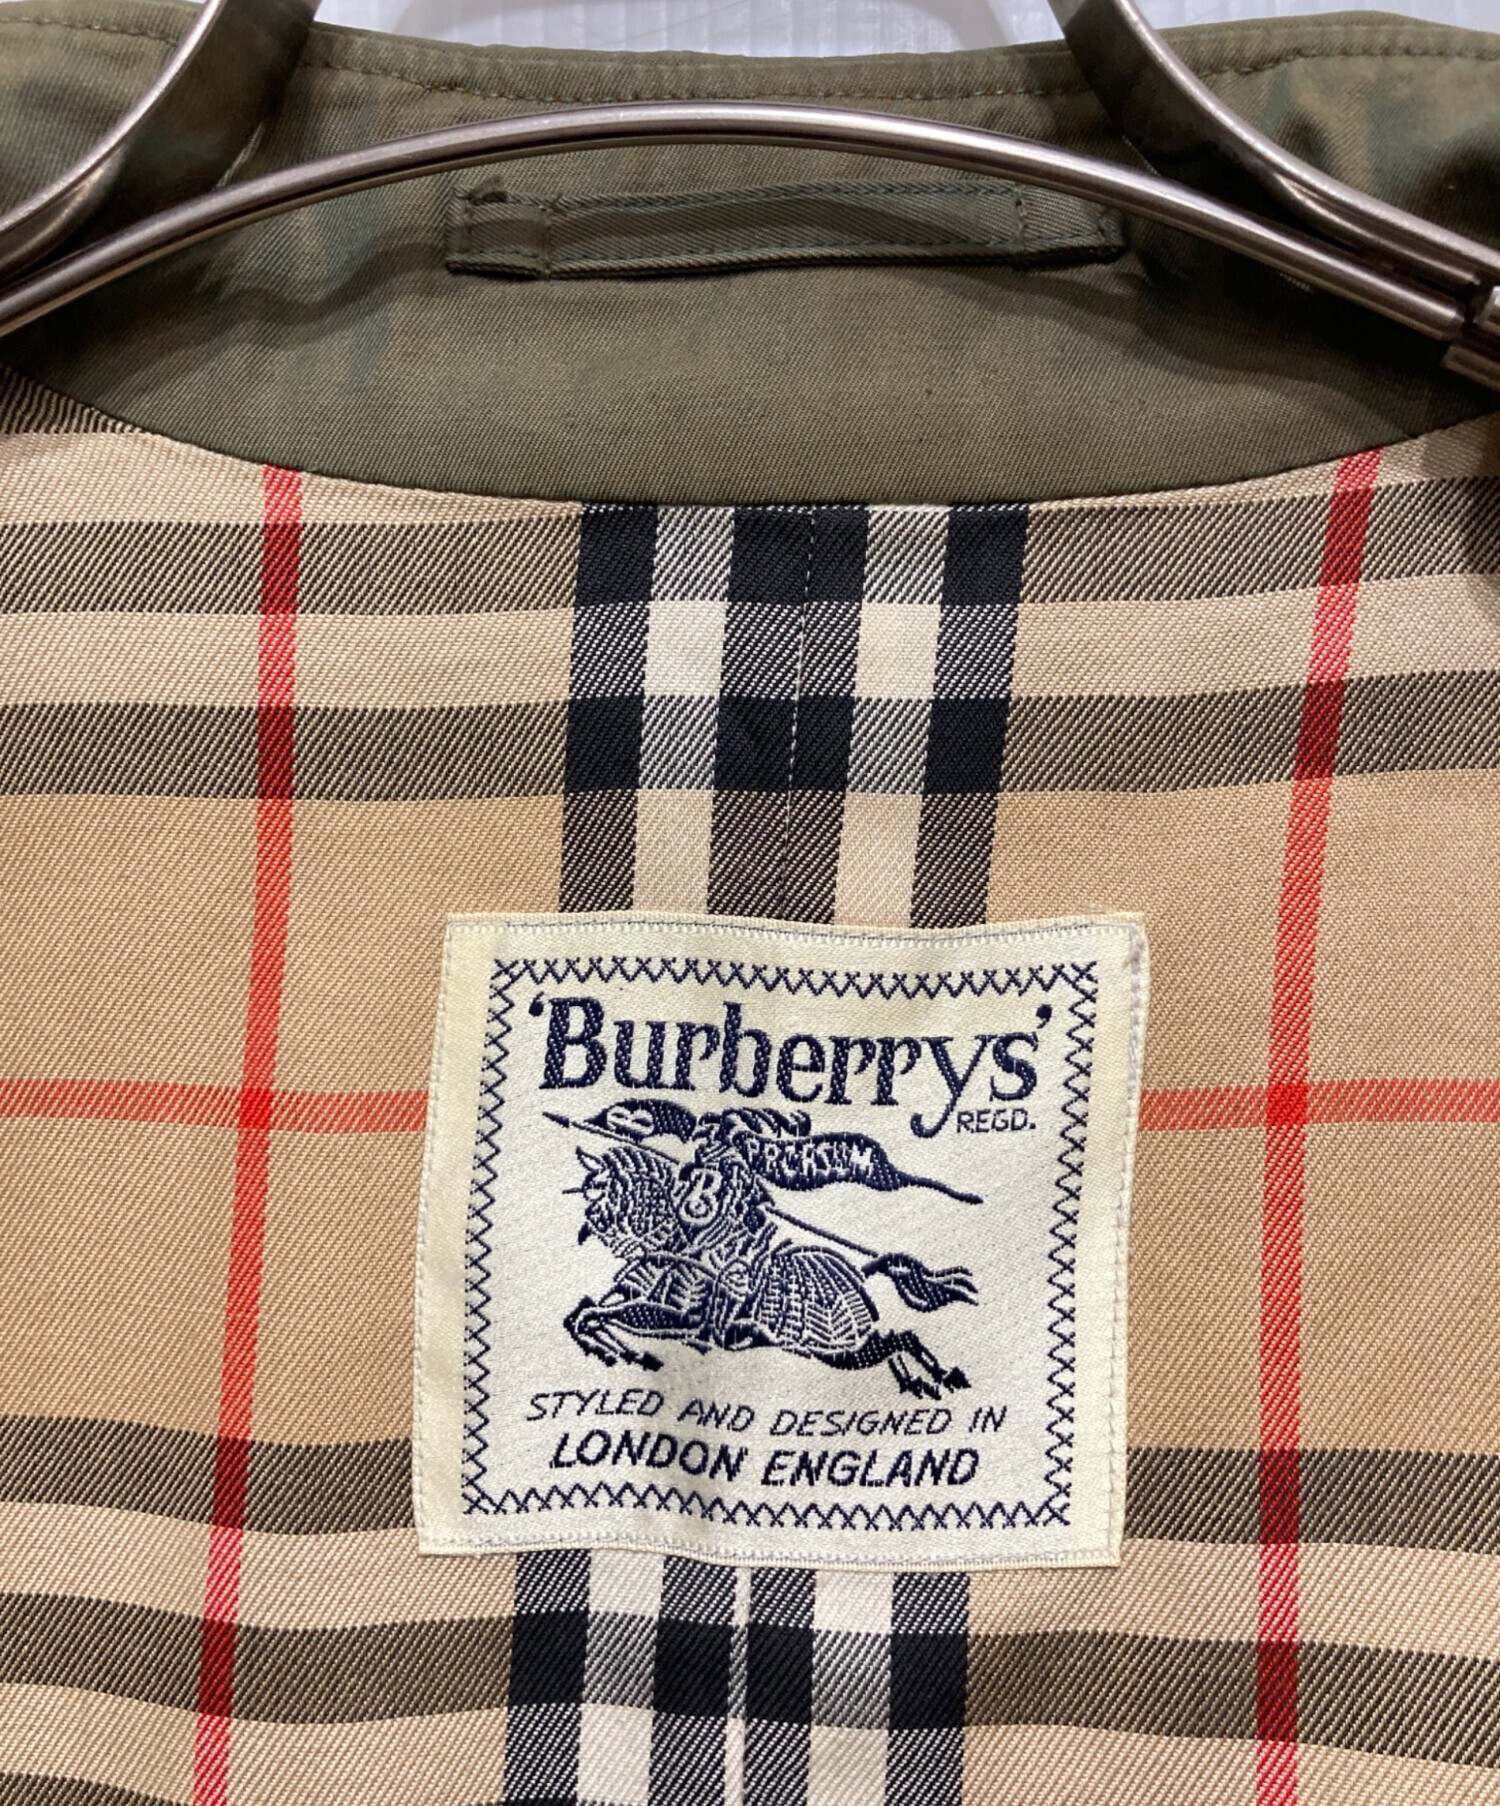 'Burberrys'
REGD.
PRORSUM
B
STYLED AND DESIGNED IN
LONDON ENGLAND